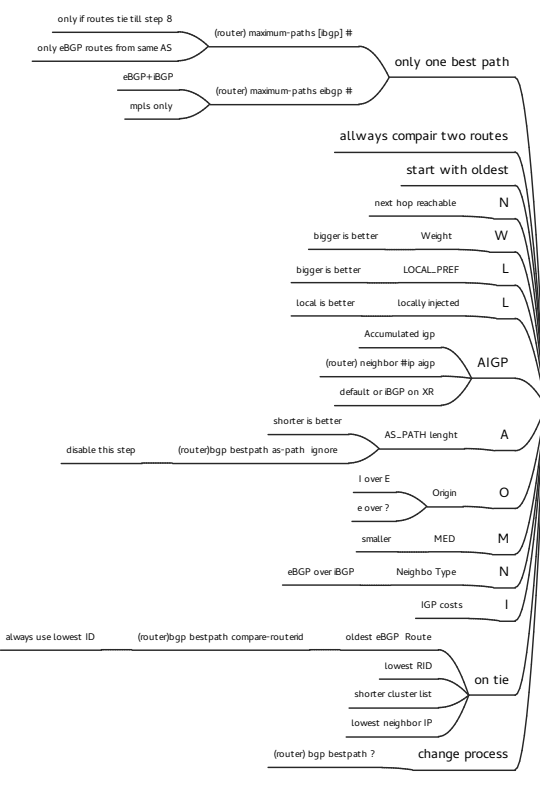 only if routes tie till step 8
(router) maximum-paths [ibgp] #
only eBGP routes from same AS
only one best path
eBGP+iBGP
(router) maximum-paths eibgp #
mpls only
allways compair two routes
start with oldest
next hop reachable N
bigger is better Weight W
bigger is better LOCAL_PREF L
local is better locally injected L
Accumulated igp
(router) neighbor #ip aigp AIGP
default or iBGP on XR
shorter is better
AS_PATH lenght A
disable this step (router)bgp bestpath as-path ignore
I over E
Origin O
e over ?
smaller MED M
eBGP over iBGP Neighbo Type N
IGP costs I
always use lowest ID (router)bgp bestpath compare-routerid oldest eBGP Route
lowest RID
on tie
shorter cluster list
lowest neighbor IP
(router) bgp bestpath ? change process